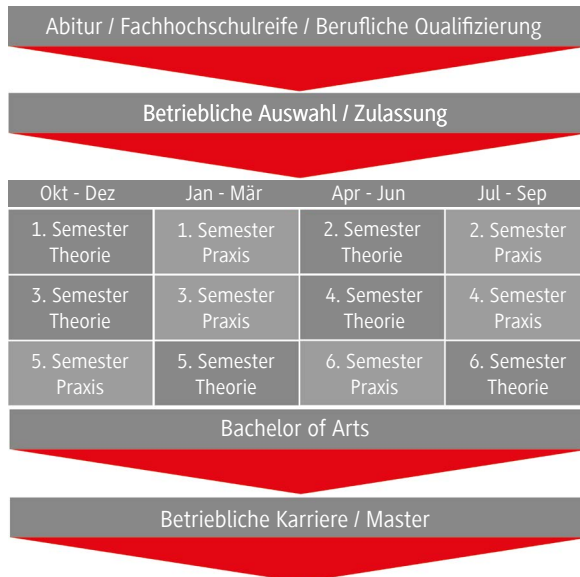 Abitur / Fachhochschulreife / Berufliche Qualifizierung
Betriebliche Auswahl / Zulassung
Okt - Dez Jan - Mär Apr - Jun Jul - Sep
1. Semester 1. Semester 2. Semester 2. Semester
Theorie Praxis Theorie Praxis
3. Semester 3. Semester 4. Semester 4. Semester
Theorie Praxis Theorie Praxis
5. Semester 5. Semester 6. Semester 6. Semester
Praxis Theorie Praxis Theorie
Bachelor of Arts
Betriebliche Karriere / Master